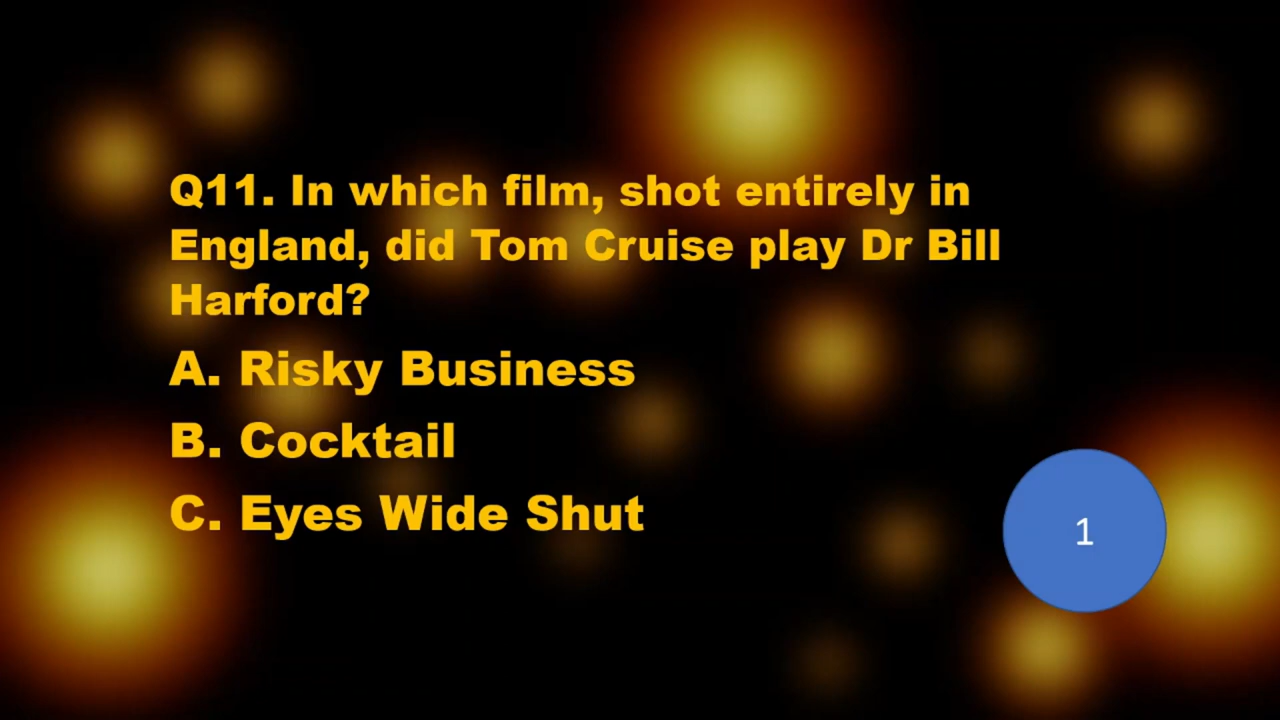 Q11. In which film, shot entirely in
England, did Tom Cruise play Dr Bill
Harford?
A. Risky Business
B. Cocktail
C. Eyes Wide Shut
1